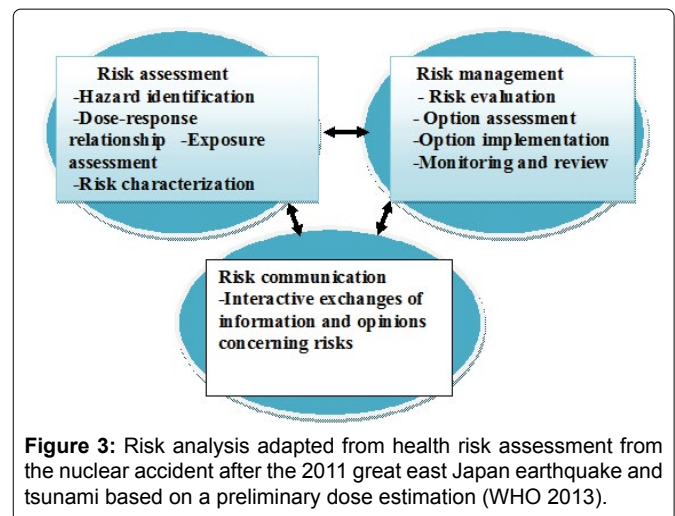 Risk assessment
-Hazard identification
-Dose-response
relationship -Exposure
assessment
-Risk characterization
Risk management
- Risk evaluation
- Option assessment
-Option implementation
-Monitoring and review
Risk communication
-Interactive exchanges of
information and opinions
concerning risks
Figure 3: Risk analysis adapted from health risk assessment from
the nuclear accident after the 2011 great east Japan earthquake and
tsunami based on a preliminary dose estimation (WHO 2013).